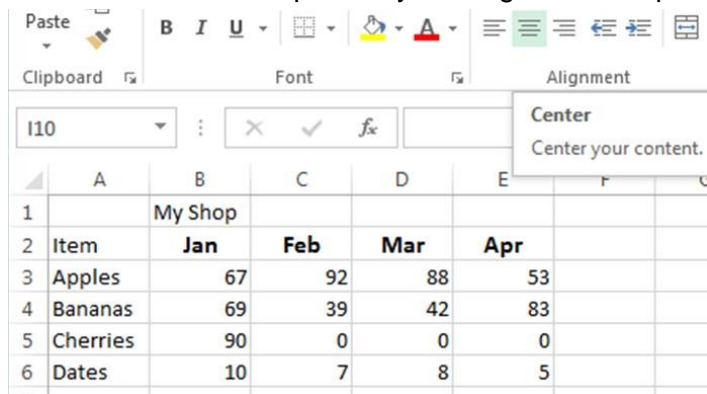 Paste
B I U A
Clipboard Font Alignment
I10 fx
Center
Center your content.
A B C D E F
1 My Shop
2 Item Jan Feb Mar Apr
3 Apples 67 92 88 53
4 Bananas 69 39 42 83
5 Cherries 90 0 0 0
6 Dates 10 7 8 5